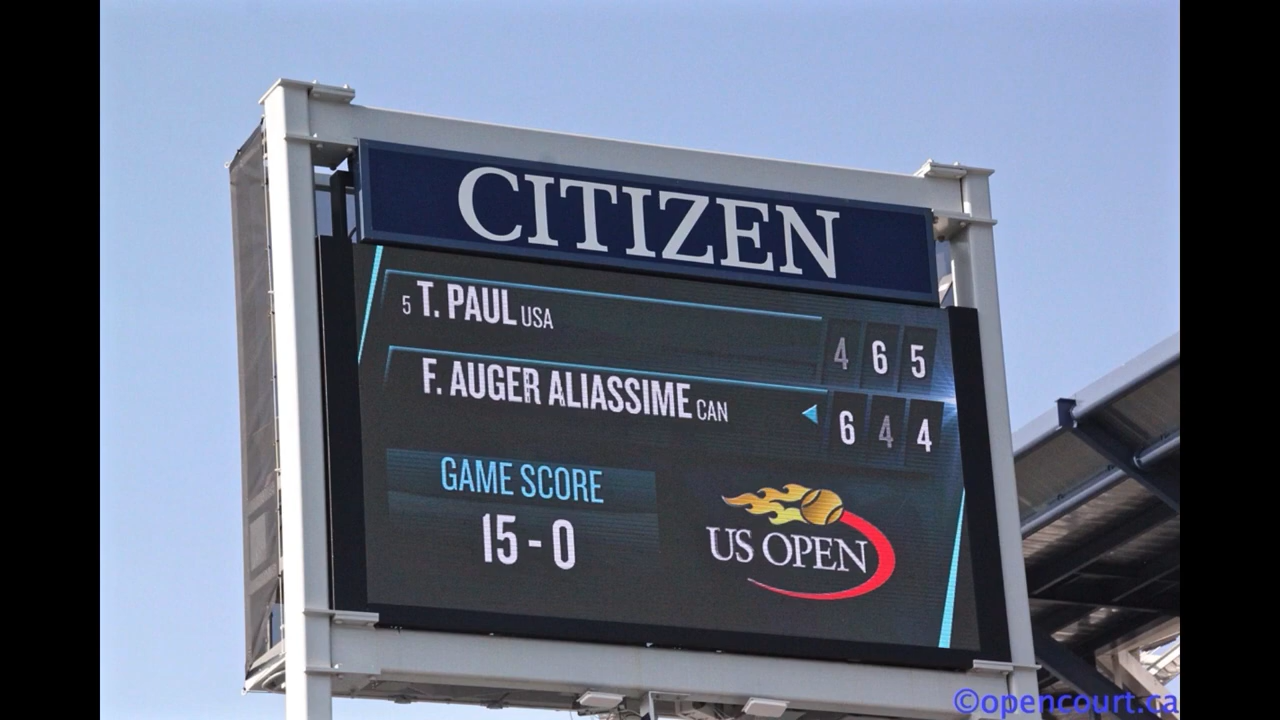 CITIZEN
5 T. PAUL USA 4 6 5
F. AUGER ALIASSIME CAN 6 4 4
GAME SCORE
15 - 0
US OPEN
©opencourt.ca